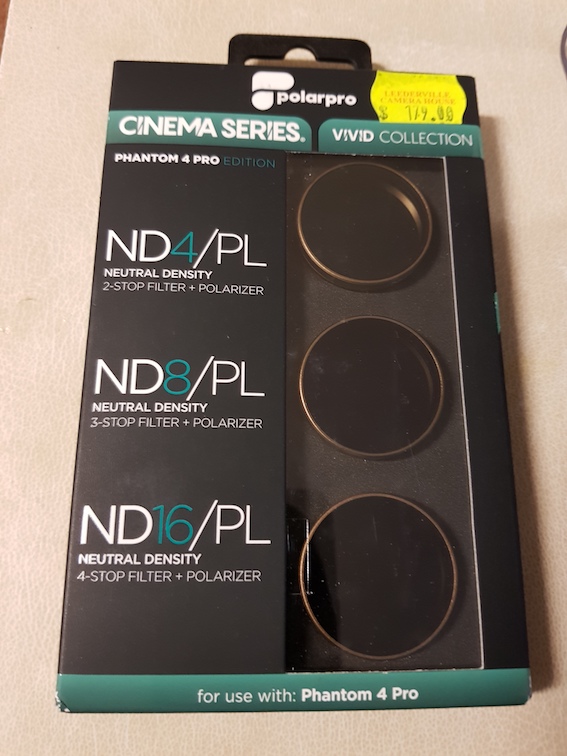 polarpro
LEEDERVILLE
CAMERA HOUSE
$ 179.00
CINEMA SERIES.
VIVID COLLECTION
PHANTOM 4 PRO EDITION
ND4/PL
NEUTRAL DENSITY
2-STOP FILTER + POLARIZER
ND8/PL
NEUTRAL DENSITY
3-STOP FILTER + POLARIZER
ND16/PL
NEUTRAL DENSITY
4-STOP FILTER + POLARIZER
for use with: Phantom 4 Pro